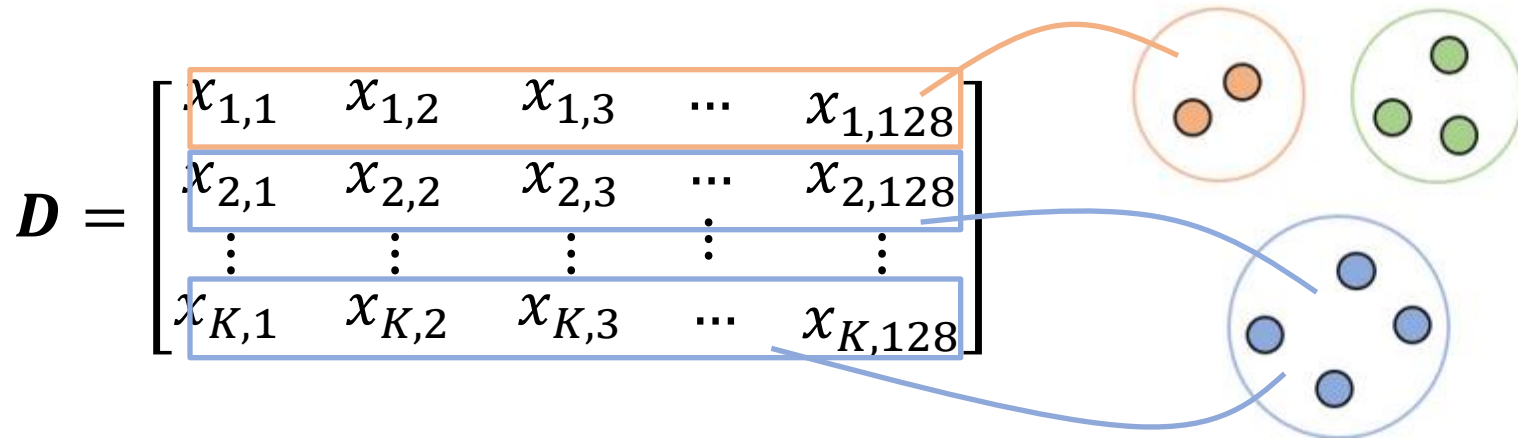 x1,1 x1,2 x1,3 ... x1,128
D = x2,1 x2,2 x2,3 ... x2,128
⋮ ⋮ ⋮ ⋮ ⋮
xK,1 xK,2 xK,3 ... xK,128